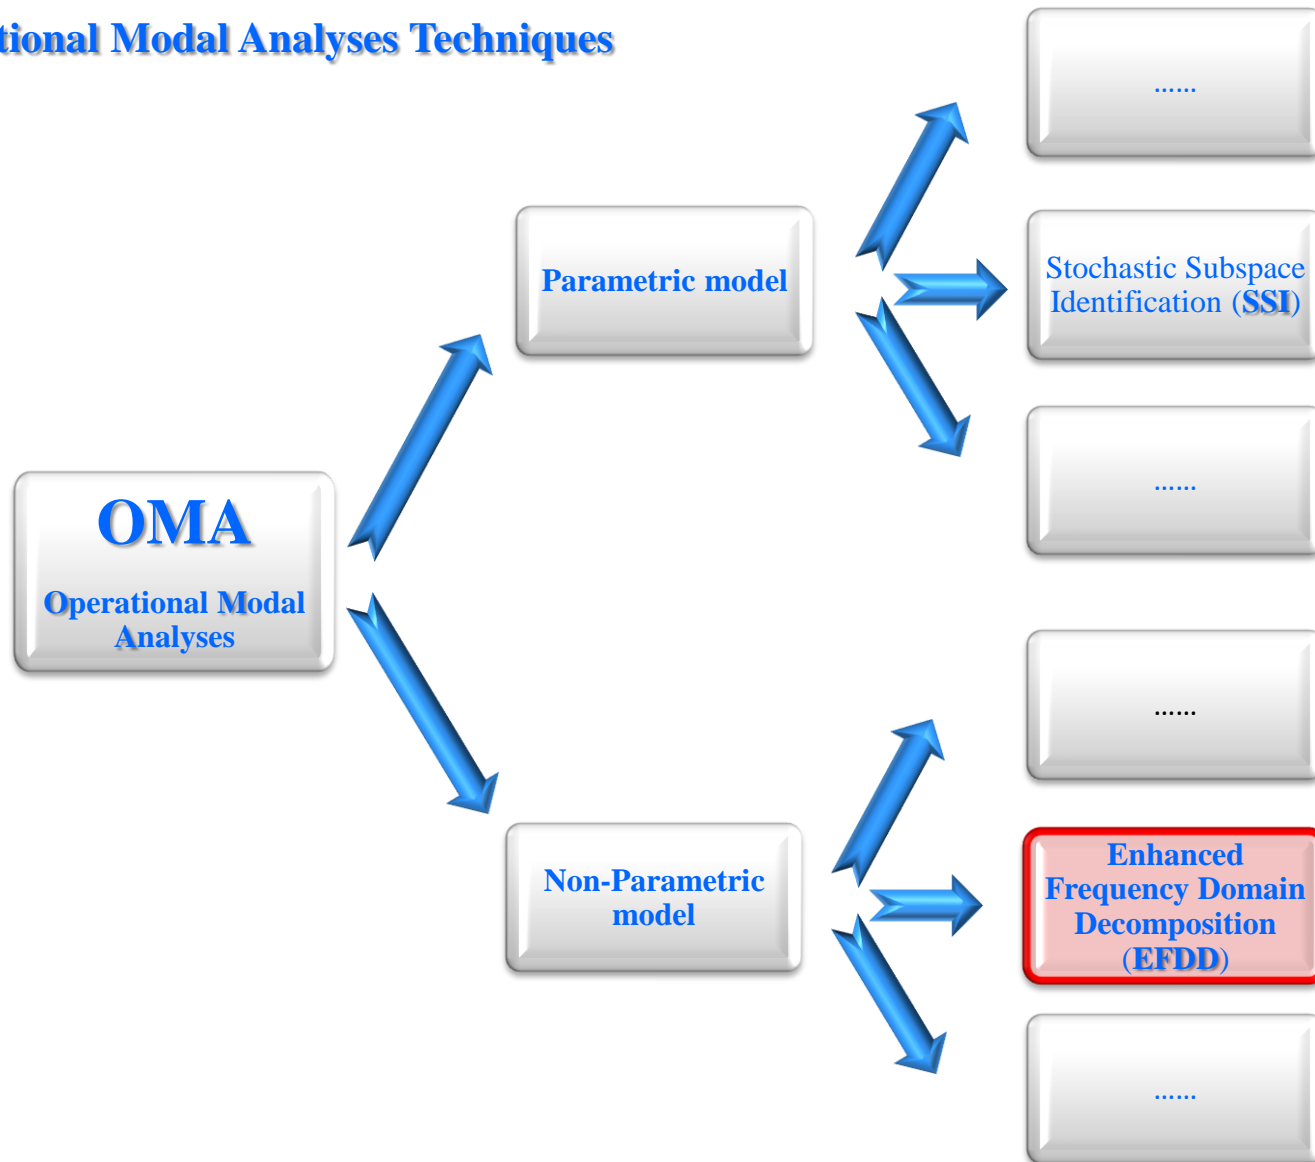 tional Modal Analyses Techniques
......
Parametric model
Stochastic Subspace
Identification (SSI)
......
OMA
Operational Modal
Analyses
......
Non-Parametric
model
Enhanced
Frequency Domain
Decomposition
(EFDD)
......